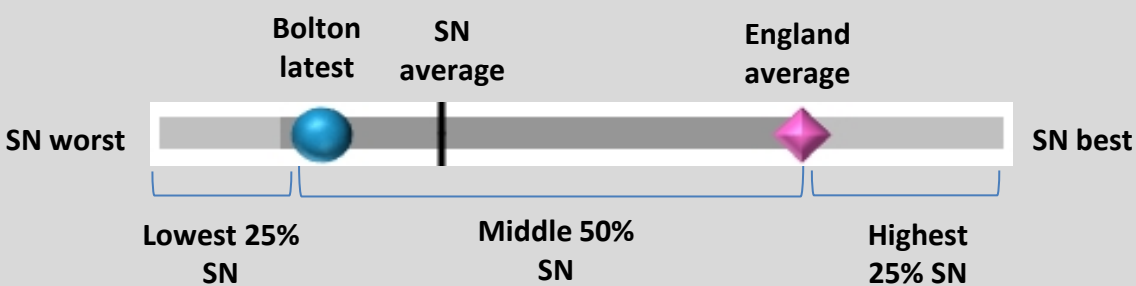 Bolton
latest
SN
average
England
average
SN worst
SN best
Lowest 25%
SN
Middle 50%
SN
Highest
25% SN